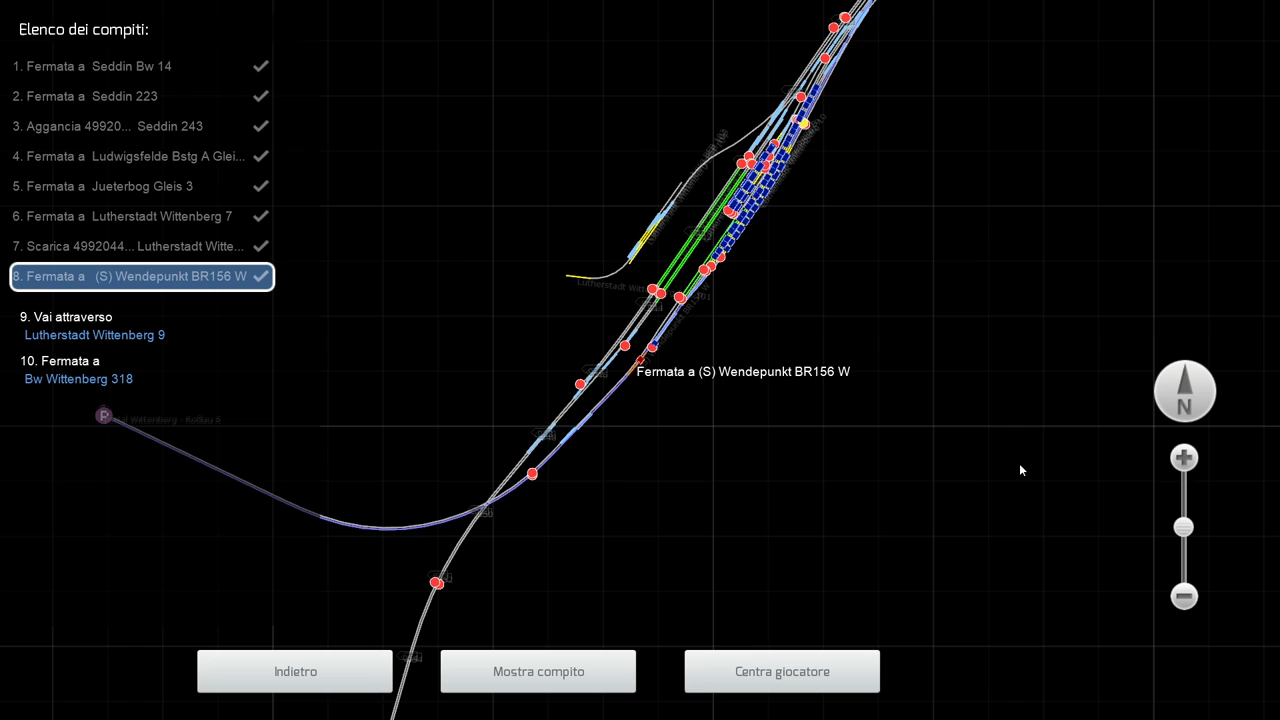 Elenco dei compiti:
1. Fermata a Seddin Bw 14
2. Fermata a Seddin 223
3. Aggancia 49920... Seddin 243
4. Fermata a Ludwigsfelde Bstg A Glei...
5. Fermata a Jueterbog Gleis 3
6. Fermata a Lutherstadt Wittenberg 7
7. Scarica 4992044... Lutherstadt Witte...
8. Fermata a (S) Wendepunkt BR156 W
9. Vai attraverso
Lutherstadt Wittenberg 9
10. Fermata a
Bw Wittenberg 318
P
Fermata a (S) Wendepunkt BR156 W
N
Indietro
Mostra compito
Centra giocatore